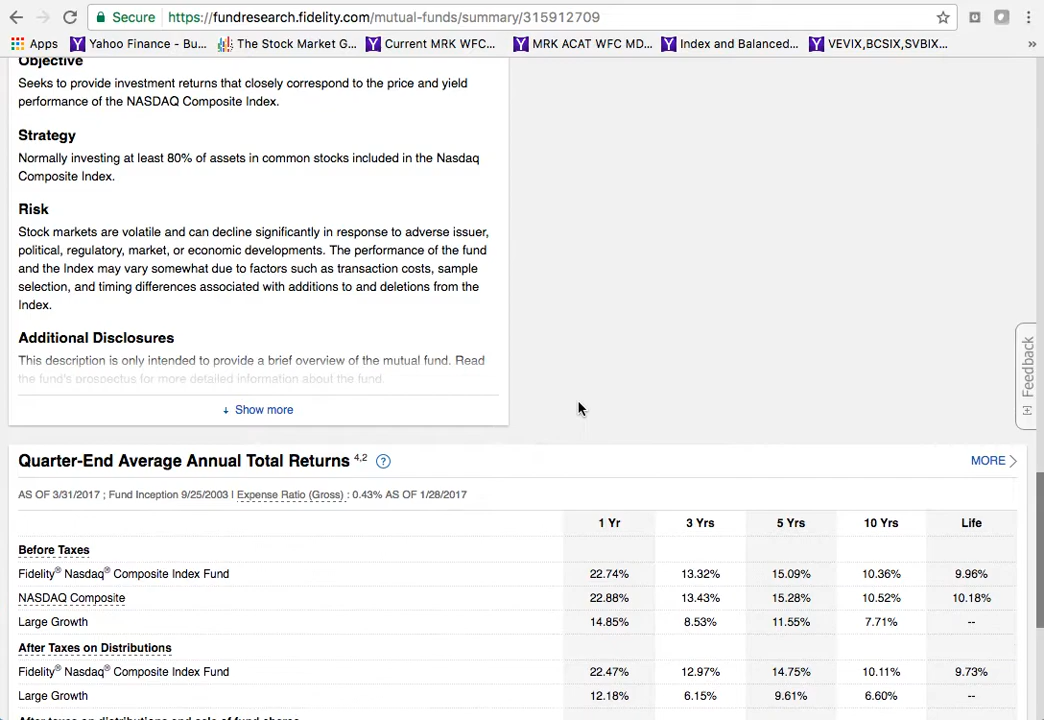 Secure https://fundresearch.fidelity.com/mutual-funds/summary/315912709
Apps Yahoo Finance - Bu... The Stock Market G... Current MRK WFC... MRK ACAT WFC MD... Index and Balanced... VEVIX,BCSIX,SVBIX... »
Objective
Seeks to provide investment returns that closely correspond to the price and yield
performance of the NASDAQ Composite Index.
Strategy
Normally investing at least 80% of assets in common stocks included in the Nasdaq
Composite Index.
Risk
Stock markets are volatile and can decline significantly in response to adverse issuer,
political, regulatory, market, or economic developments. The performance of the fund
and the Index may vary somewhat due to factors such as transaction costs, sample
selection, and timing differences associated with additions to and deletions from the
Index.
Additional Disclosures
This description is only intended to provide a brief overview of the mutual fund. Read
the fund's prospectus for more detailed information about the fund.
↓ Show more
[+] Feedback
Quarter-End Average Annual Total Returns 4,2 ? MORE
AS OF 3/31/2017 ; Fund Inception 9/25/2003 | Expense Ratio (Gross) : 0.43% AS OF 1/28/2017
1 Yr 3 Yrs 5 Yrs 10 Yrs Life
Before Taxes
Fidelity® Nasdaq® Composite Index Fund 22.74% 13.32% 15.09% 10.36% 9.96%
NASDAQ Composite 22.88% 13.43% 15.28% 10.52% 10.18%
Large Growth 14.85% 8.53% 11.55% 7.71% --
After Taxes on Distributions
Fidelity® Nasdaq® Composite Index Fund 22.47% 12.97% 14.75% 10.11% 9.73%
Large Growth 12.18% 6.15% 9.61% 6.60% --
After taxes on distributions and sale of fund shares